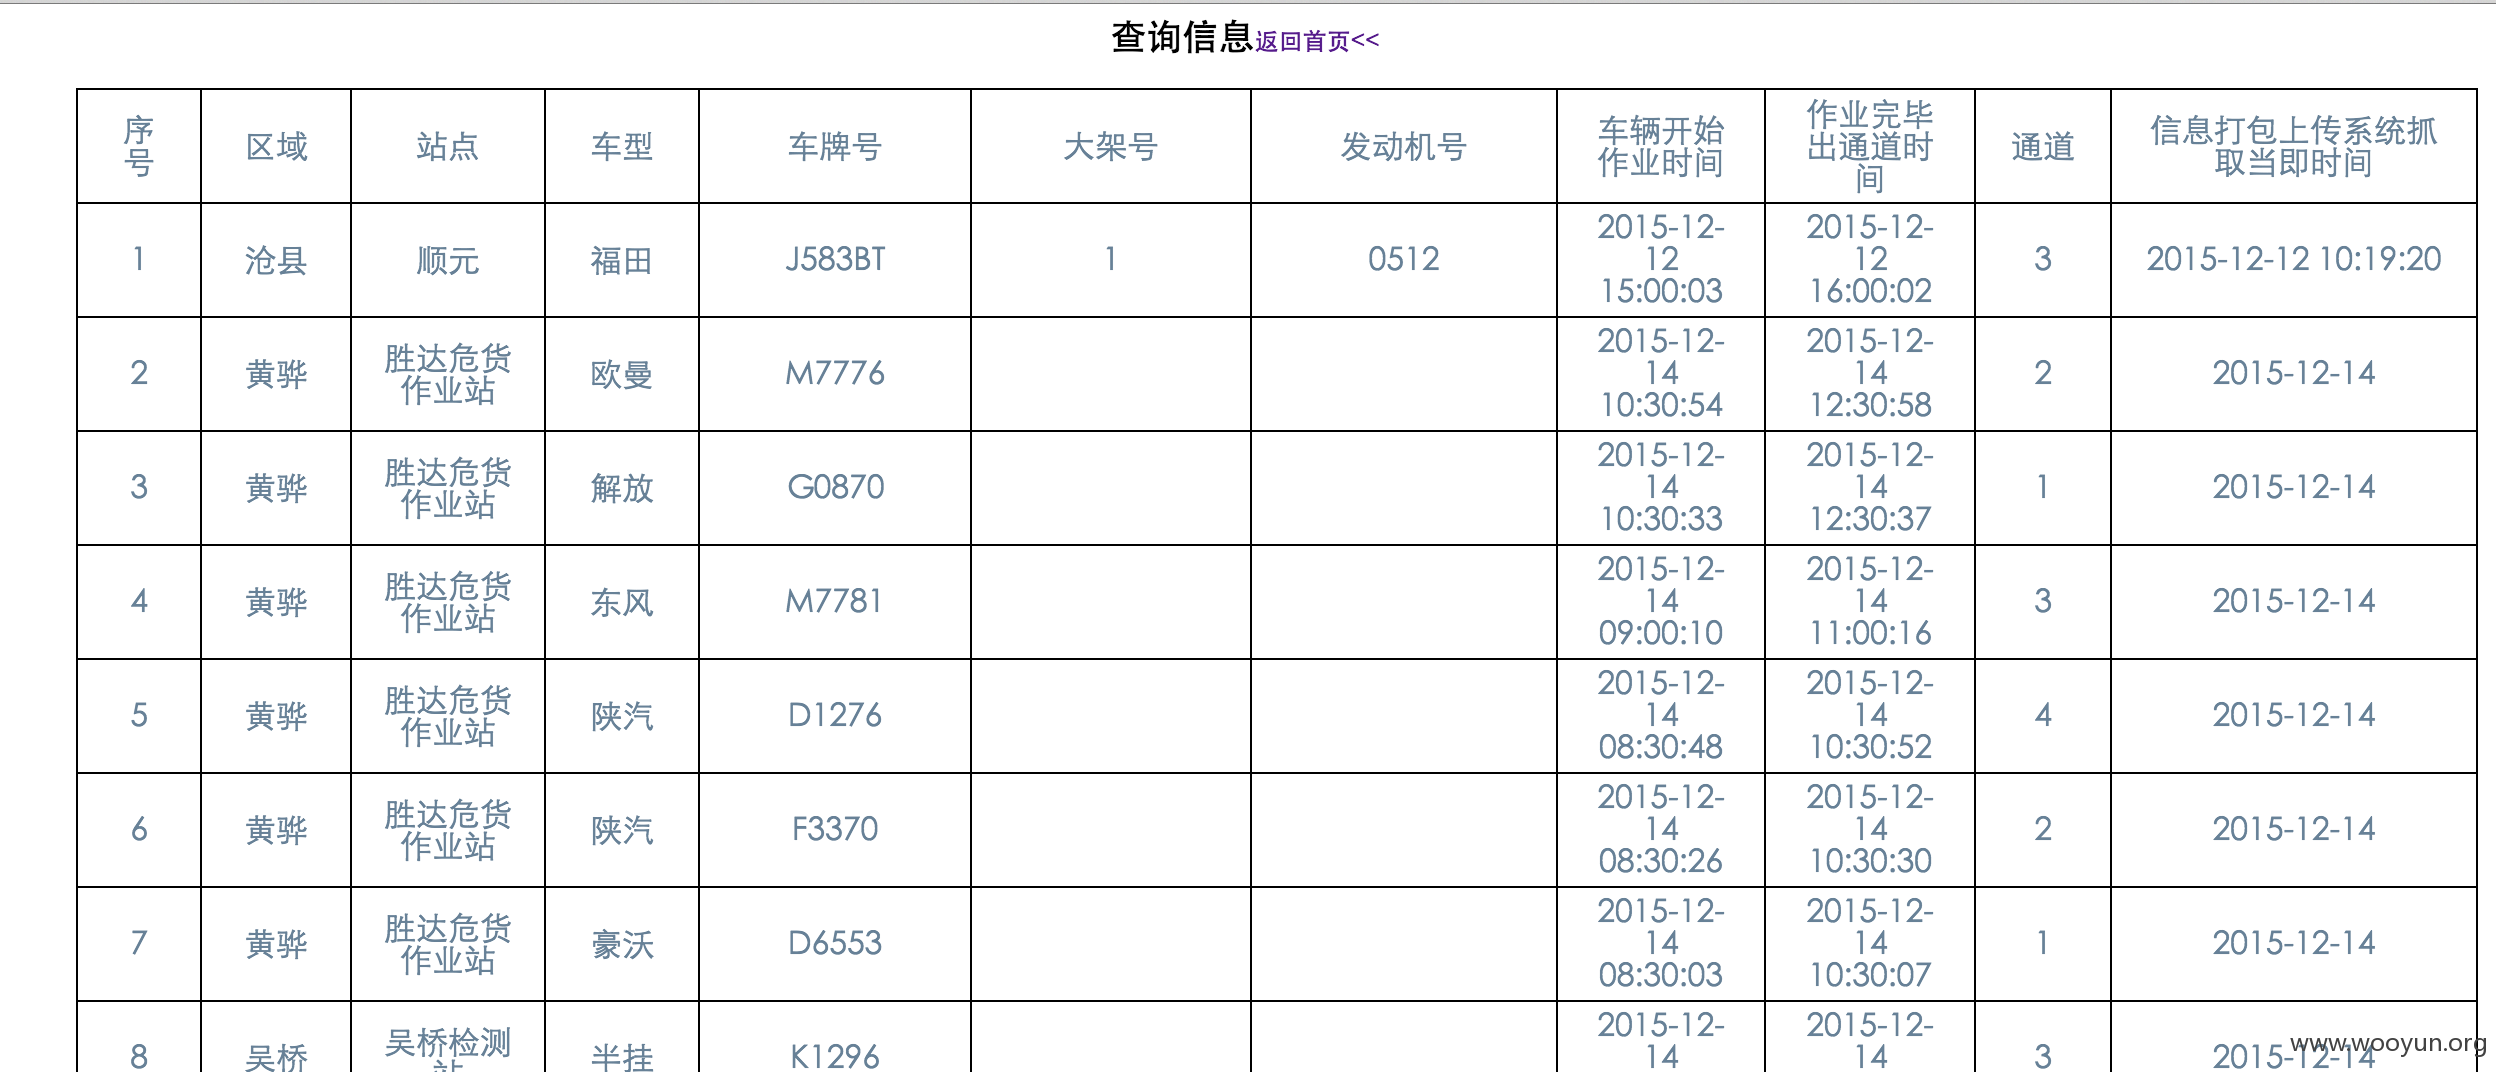 查询信息返回首页<<
序
号
区域
站点
车型
车牌号
大架号
发动机号
车辆开始
作业时间
作业完毕
出通道时
间
通道
信息打包上传系统抓
取当即时间
1
沧县
顺元
福田
J583BT
1
0512
2015-12-
12
15:00:03
2015-12-
12
16:00:02
3
2015-12-12 10:19:20
2
黄骅
胜达危货
作业站
欧曼
M7776
2015-12-
14
10:30:54
2015-12-
14
12:30:58
2
2015-12-14
3
黄骅
胜达危货
作业站
解放
G0870
2015-12-
14
10:30:33
2015-12-
14
12:30:37
1
2015-12-14
4
黄骅
胜达危货
作业站
东风
M7781
2015-12-
14
09:00:10
2015-12-
14
11:00:16
3
2015-12-14
5
黄骅
胜达危货
作业站
陕汽
D1276
2015-12-
14
08:30:48
2015-12-
14
10:30:52
4
2015-12-14
6
黄骅
胜达危货
作业站
陕汽
F3370
2015-12-
14
08:30:26
2015-12-
14
10:30:30
2
2015-12-14
7
黄骅
胜达危货
作业站
豪沃
D6553
2015-12-
14
08:30:03
2015-12-
14
10:30:07
1
2015-12-14
8
吴桥
吴桥检测
站
半挂
K1296
2015-12-
14
2015-12-
14
3
2015-12-14
www.wooyun.org